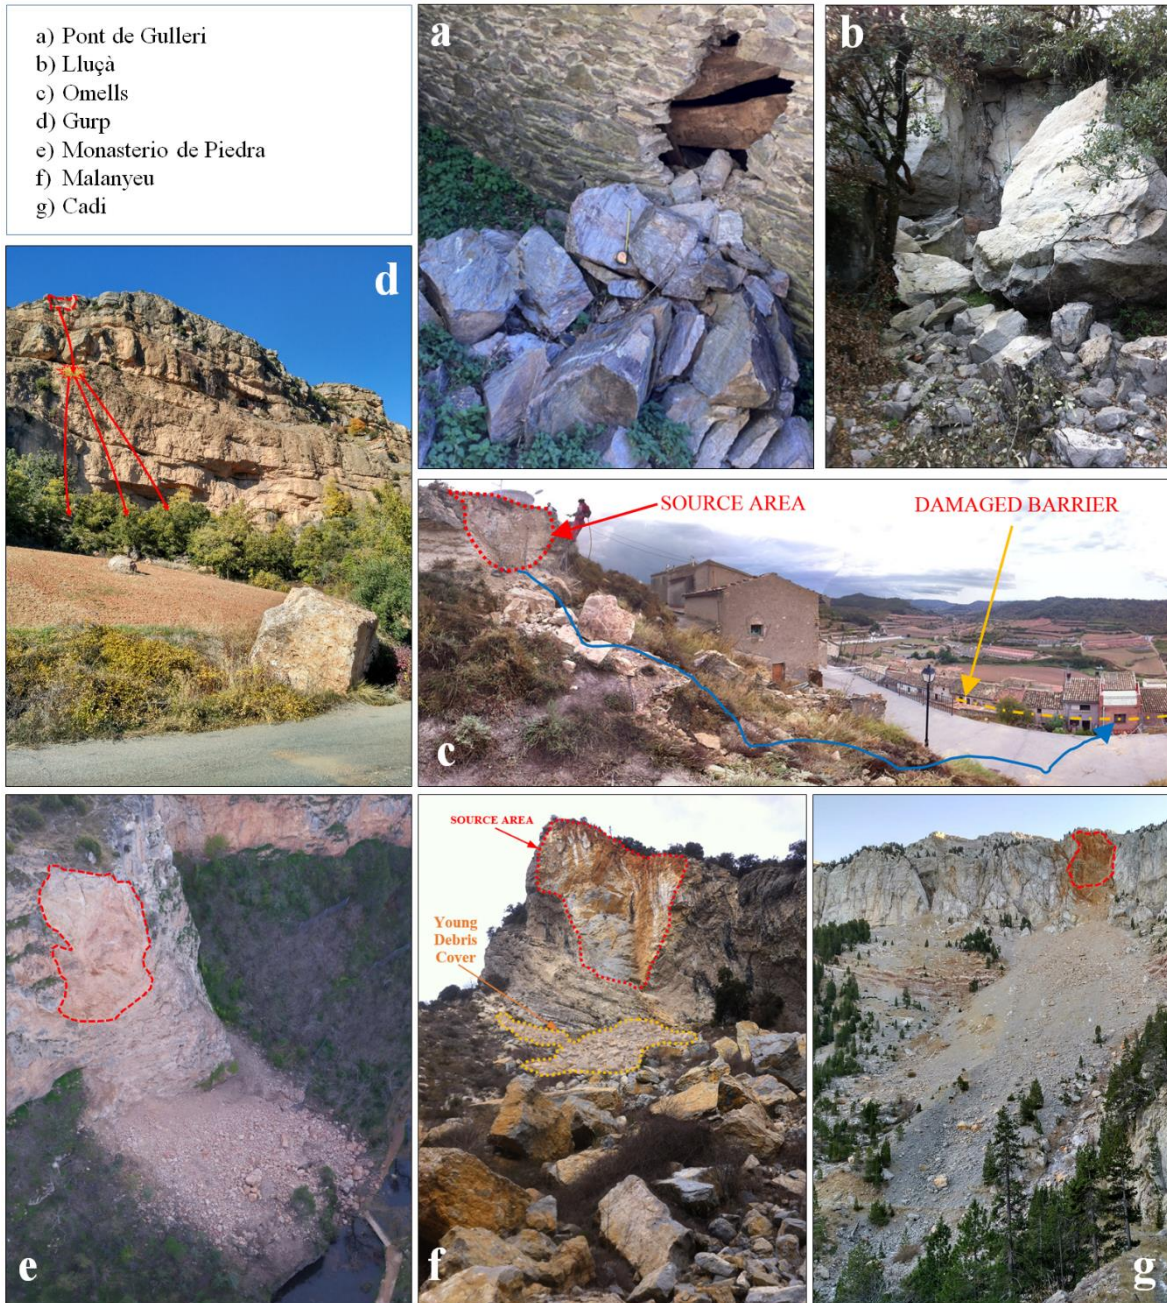 a) Pont de Gulleri
b) Lluçà
c) Omells
d) Gurp
e) Monasterio de Piedra
f) Malanyeu
g) Cadi
a
b
d
SOURCE AREA
DAMAGED BARRIER
c
e
SOURCE AREA
Young
Debris
Cover
f
g